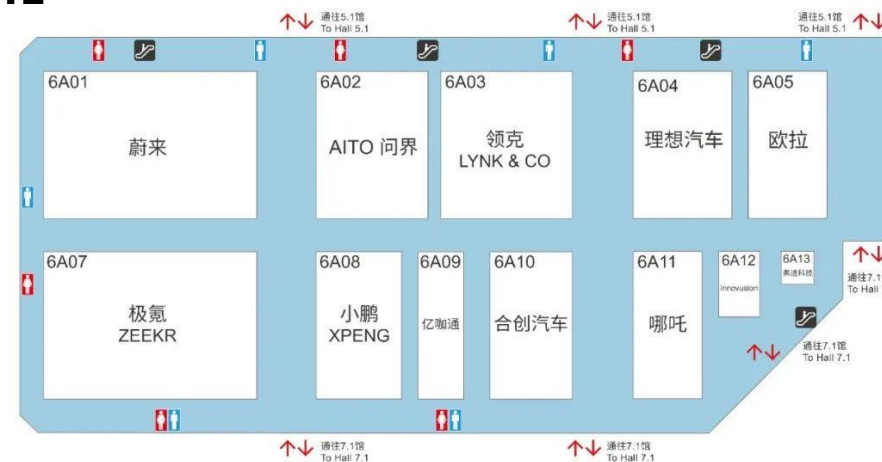 通往5.1馆
To Hall 5.1
通往5.1馆
To Hall 5.1
通往5.1馆
To Hall 5.1
6A01
蔚来
6A02
AITO 问界
6A03
领克
LYNK & CO
6A04
理想汽车
6A05
欧拉
6A07
极氪
ZEEKR
6A08
小鹏
XPENG
6A09
亿咖通
6A10
合创汽车
6A11
哪吒
6A12
Innovusion
6A13
弗迪科技
通往7.1
To Hall
通往7.1馆
To Hall 7.1
通往7.1馆
To Hall 7.1
通往7.1馆
To Hall 7.1